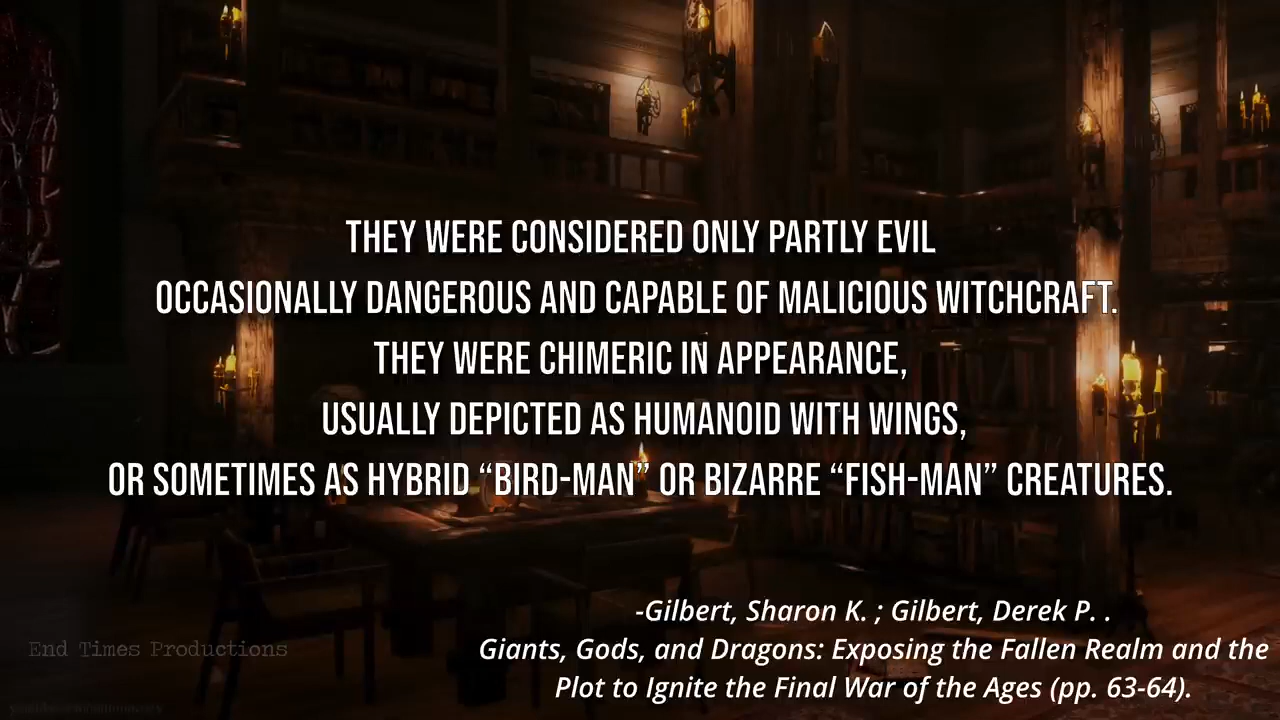 THEY WERE CONSIDERED ONLY PARTLY EVIL
OCCASIONALLY DANGEROUS AND CAPABLE OF MALICIOUS WITCHCRAFT.
THEY WERE CHIMERIC IN APPEARANCE,
USUALLY DEPICTED AS HUMANOID WITH WINGS,
OR SOMETIMES AS HYBRID “BIRD-MAN” OR BIZARRE “FISH-MAN” CREATURES.
-Gilbert, Sharon K. ; Gilbert, Derek P. .
Giants, Gods, and Dragons: Exposing the Fallen Realm and the
Plot to Ignite the Final War of the Ages (pp. 63-64).
End Times Productions